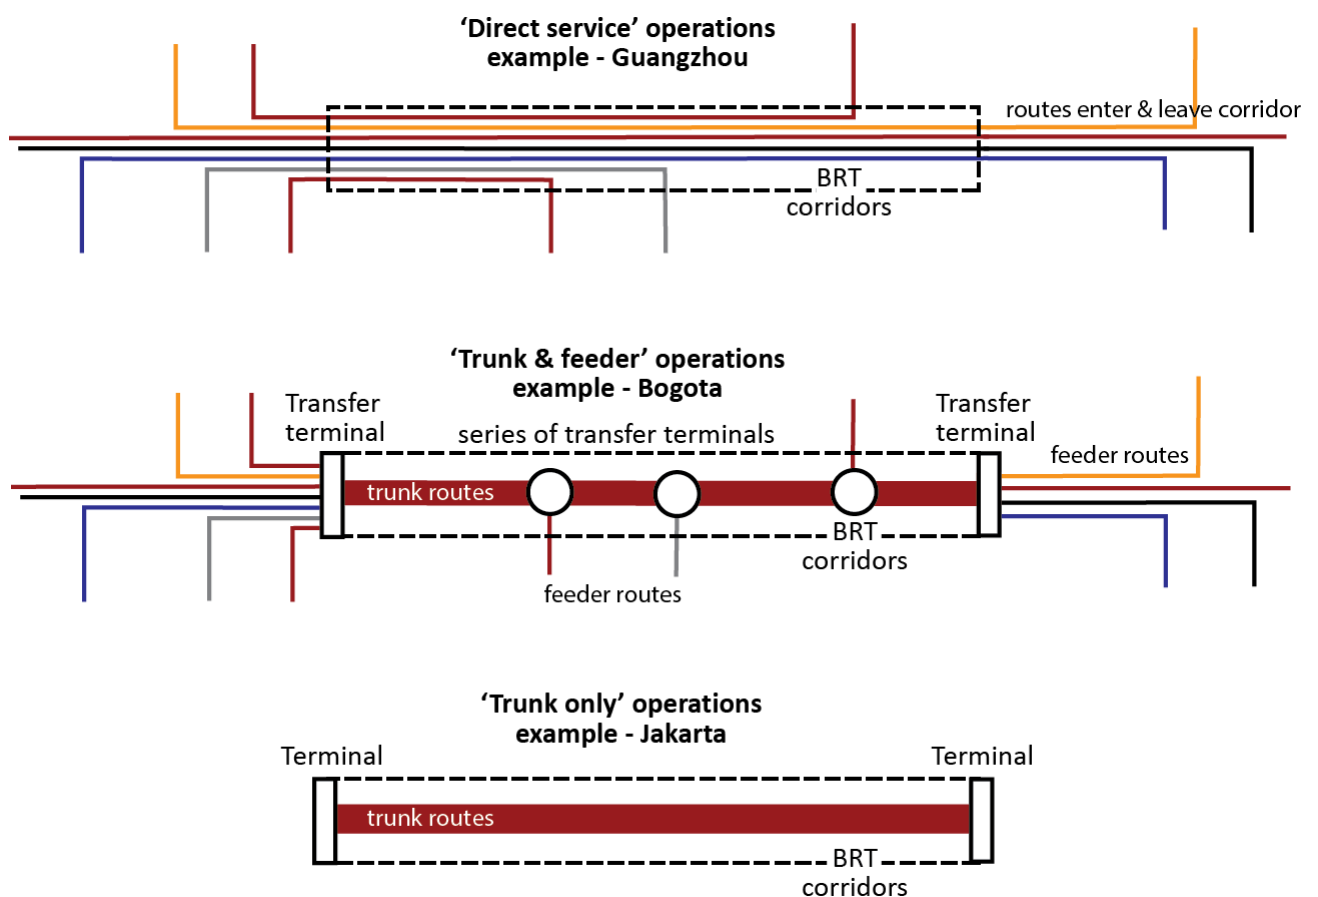 ‘Direct service’ operations
example - Guangzhou
routes enter & leave corridor
BRT
corridors
‘Trunk & feeder’ operations
example - Bogota
Transfer
terminal
series of transfer terminals
Transfer
terminal
feeder routes
trunk routes
BRT
corridors
feeder routes
‘Trunk only’ operations
example - Jakarta
Terminal
Terminal
trunk routes
BRT
corridors